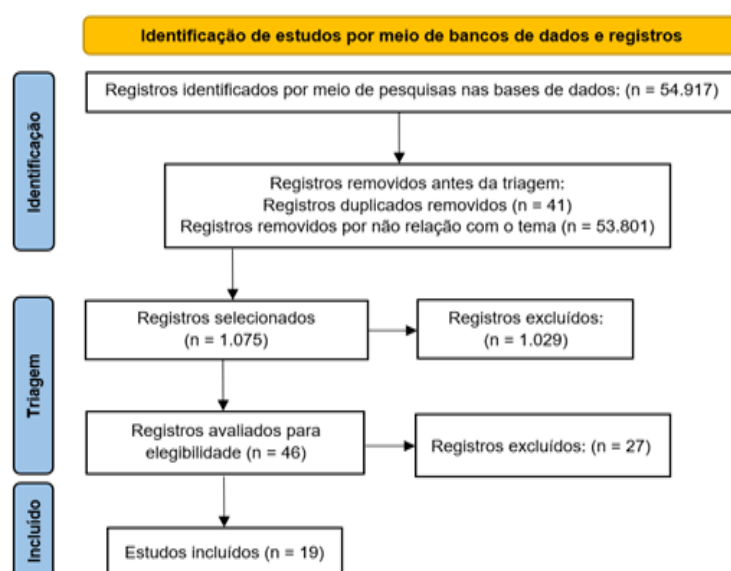 Identificação de estudos por meio de bancos de dados e registros
Identificação
Registros identificados por meio de pesquisas nas bases de dados: (n = 54.917)
Registros removidos antes da triagem:
Registros duplicados removidos (n = 41)
Registros removidos por não relação com o tema (n = 53.801)
Triagem
Registros selecionados
(n = 1.075)
Registros excluídos:
(n = 1.029)
Registros avaliados para
elegibilidade (n = 46)
Registros excluídos: (n = 27)
Incluído
Estudos incluídos (n = 19)